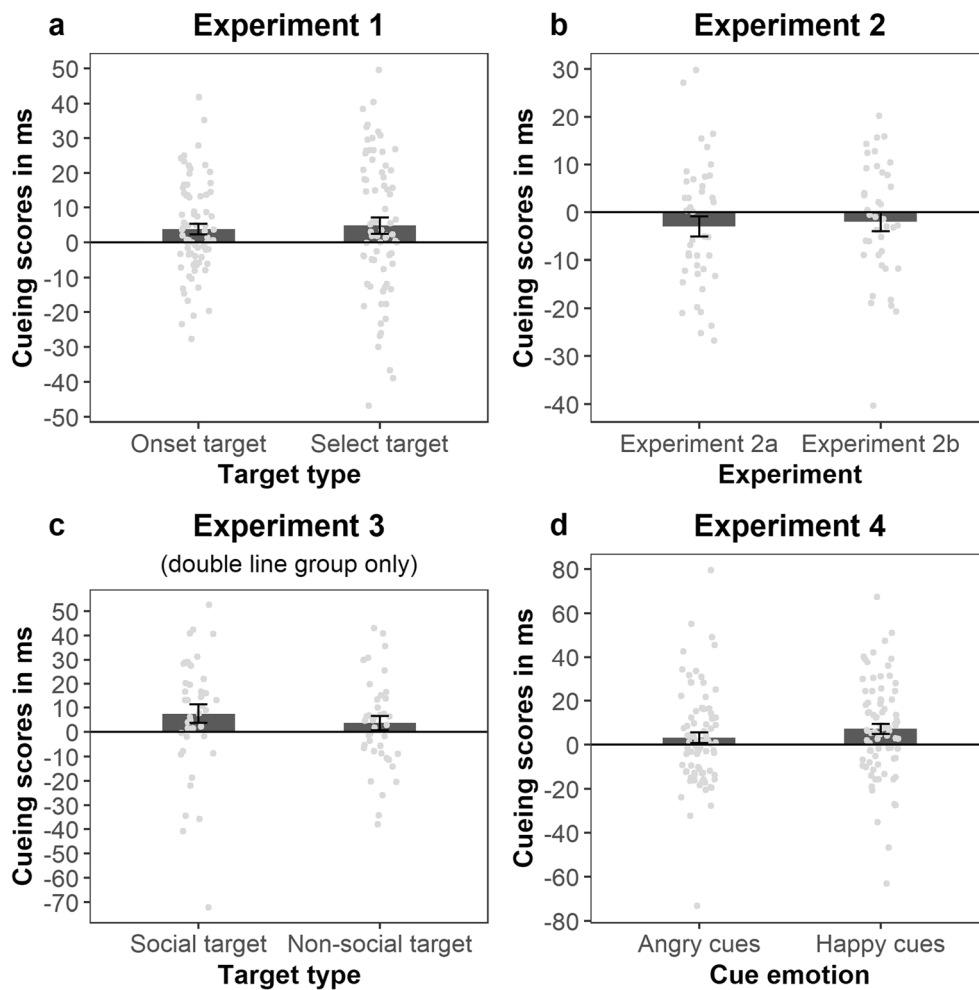 a Experiment 1
Cueing scores in ms
50
40
30
20
10
0
-10
-20
-30
-40
-50
Onset target Select target
Target type
b Experiment 2
Cueing scores in ms
30
20
10
0
-10
-20
-30
-40
Experiment 2a Experiment 2b
Experiment
c Experiment 3
(double line group only)
Cueing scores in ms
50
40
30
20
10
0
-10
-20
-30
-40
-50
-60
-70
Social target Non-social target
Target type
d Experiment 4
Cueing scores in ms
80
60
40
20
0
-20
-40
-60
-80
Angry cues Happy cues
Cue emotion